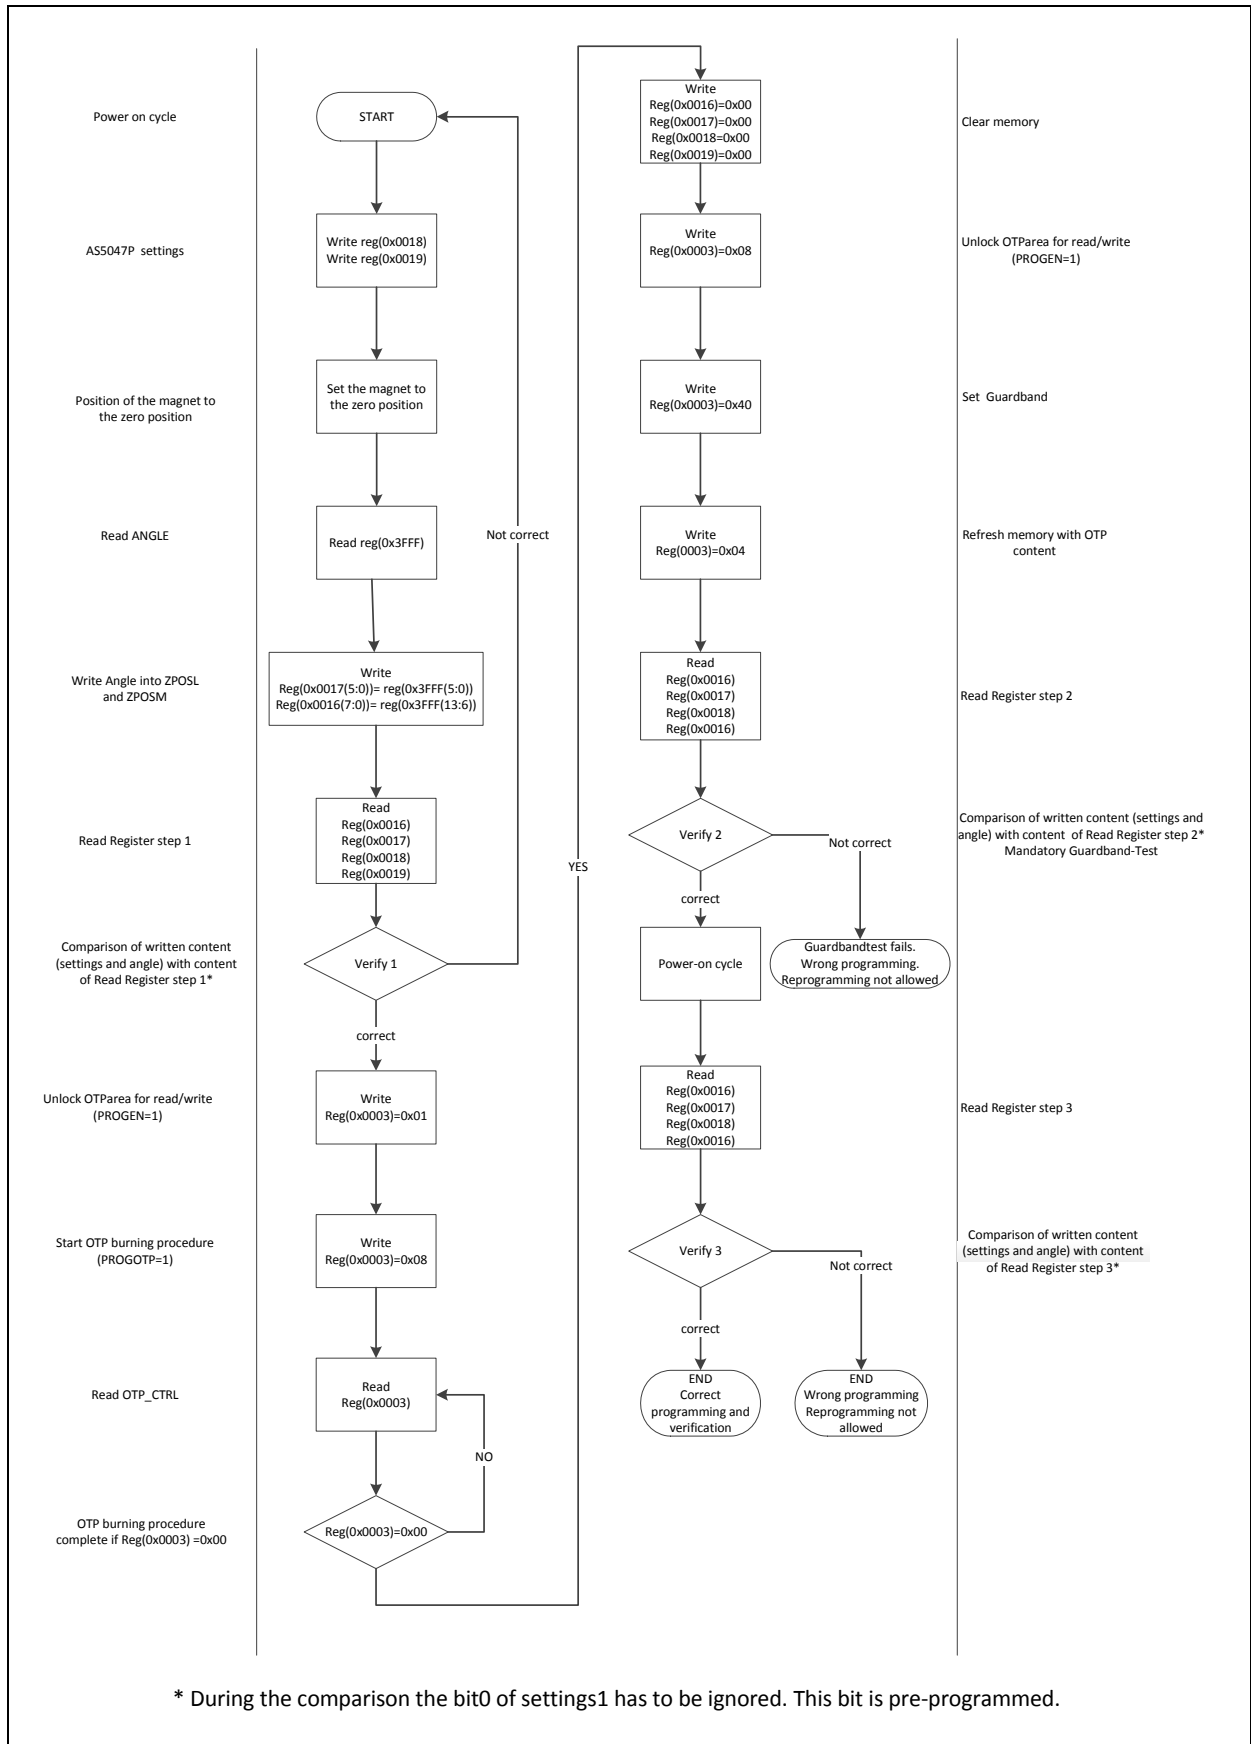 Power on cycle
START
AS5047P  settings
Write reg(0x0018)
Write reg(0x0019)
Position of the magnet to
the zero position
Set the magnet to
the zero position
Read ANGLE
Read reg(0x3FFF)
Not correct
Write Angle into ZPOSL
and ZPOSM
Write
Reg(0x0017(5:0))= reg(0x3FFF(5:0))
Reg(0x0016(7:0))= reg(0x3FFF(13:6))
Read Register step 1
Read
Reg(0x0016)
Reg(0x0017)
Reg(0x0018)
Reg(0x0019)
Comparison of written content
(settings and angle) with content
of Read Register step 1*
Verify 1
correct
Unlock OTParea for read/write
(PROGEN=1)
Write
Reg(0x0003)=0x01
Start OTP burning procedure
(PROGOTP=1)
Write
Reg(0x0003)=0x08
Read OTP_CTRL
Read
Reg(0x0003)
NO
OTP burning procedure
complete if Reg(0x0003) =0x00
Reg(0x0003)=0x00
YES
Write
Reg(0x0016)=0x00
Reg(0x0017)=0x00
Reg(0x0018=0x00
Reg(0x0019)=0x00
Clear memory
Write
Reg(0x0003)=0x08
Unlock OTParea for read/write
(PROGEN=1)
Write
Reg(0x0003)=0x40
Set  Guardband
Write
Reg(0003)=0x04
Refresh memory with OTP
content
Read
Reg(0x0016)
Reg(0x0017)
Reg(0x0018)
Reg(0x0016)
Read Register step 2
Verify 2
Not correct
Comparison of written content (settings and
angle) with content  of Read Register step 2*
Mandatory Guardband-Test
correct
Power-on cycle
Guardbandtest fails.
Wrong programming.
Reprogramming not allowed
Read
Reg(0x0016)
Reg(0x0017)
Reg(0x0018)
Reg(0x0016)
Read Register step 3
Verify 3
Not correct
Comparison of written content
(settings and angle) with content
of Read Register step 3*
correct
END
Correct
programming and
verification
END
Wrong programming
Reprogramming not
allowed
* During the comparison the bit0 of settings1 has to be ignored. This bit is pre-programmed.